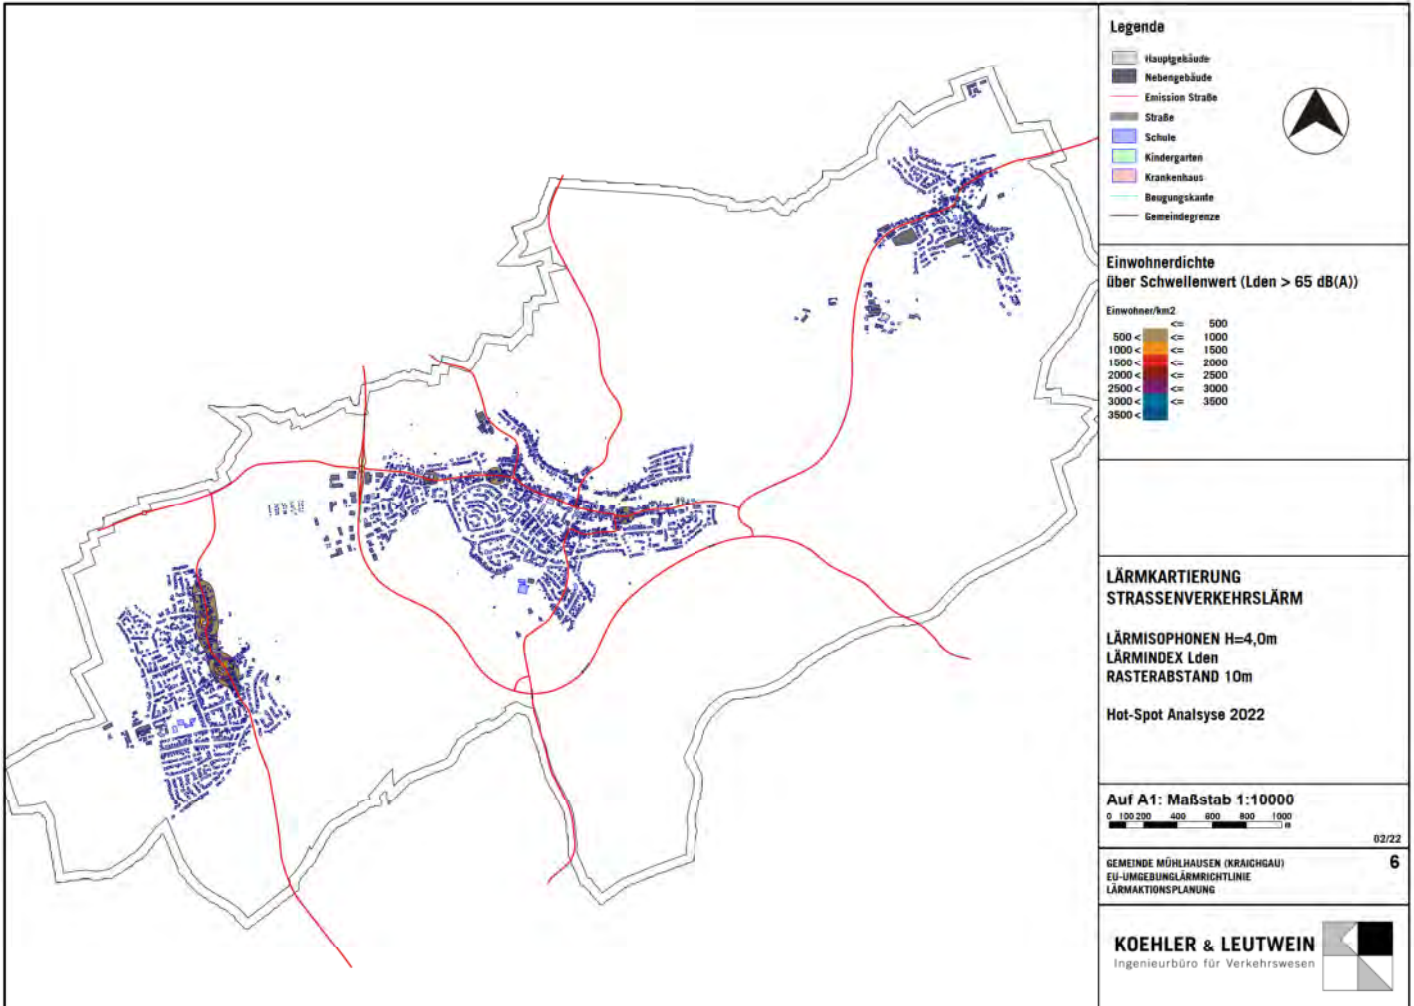 Legende
Hauptgebäude
Nebengebäude
Emission Straße
Straße
Schule
Kindergarten
Krankenhaus
Beugungskante
Gemeindegrenze
Einwohnerdichte
über Schwellenwert (Lden > 65 dB(A))
Einwohner/km2
<= 500
500 < <= 1000
1000 < <= 1500
1500 < <= 2000
2000 < <= 2500
2500 < <= 3000
3000 < <= 3500
3500 <
LÄRMKARTIERUNG
STRASSENVERKEHRSLÄRM
LÄRMISOPHONEN H=4,0m
LÄRMINDEX Lden
RASTERABSTAND 10m
Hot-Spot Analsyse 2022
Auf A1: Maßstab 1:10000
0 100 200 400 600 800 1000
m
02/22
GEMEINDE MÜHLHAUSEN (KRAICHGAU)
6
EU-UMGEBUNGLÄRMRICHTLINIE
LÄRMAKTIONSPLANUNG
KOEHLER & LEUTWEIN
Ingenieurbüro für Verkehrswesen